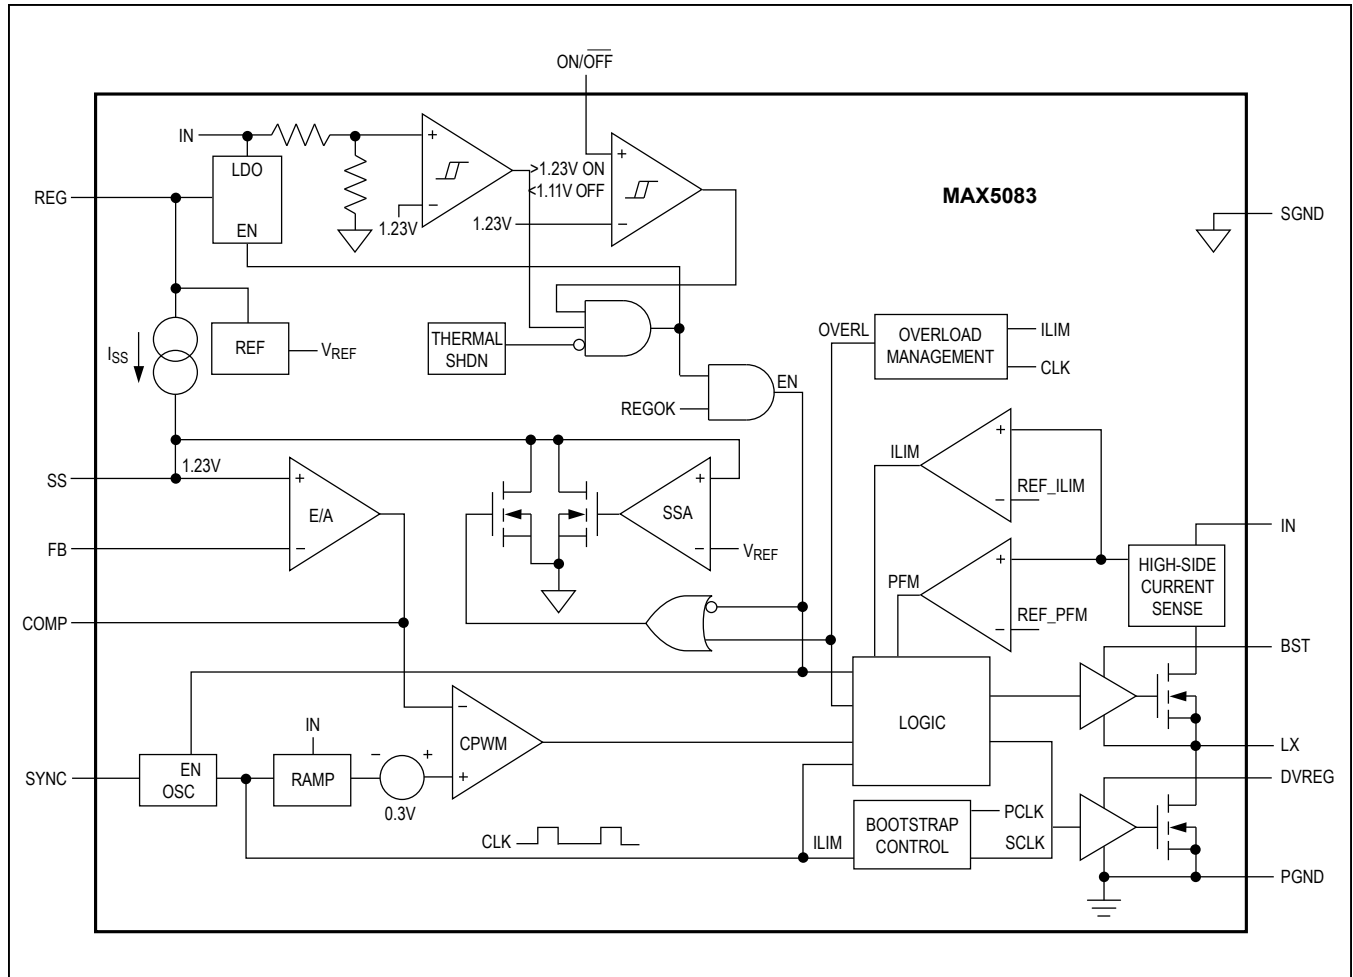 ON/OFF
IN
LDO
EN
REG
+
−
1.23V
>1.23V ON
<1.11V OFF
+
−
1.23V
MAX5083
SGND
ISS
REF
VREF
THERMAL
SHDN
REGOK
EN
OVERL
OVERLOAD
MANAGEMENT
ILIM
CLK
SS
1.23V
FB
+
−
E/A
+
−
SSA
VREF
ILIM
+
−
REF_ILIM
PFM
+
−
REF_PFM
IN
HIGH-SIDE
CURRENT
SENSE
COMP
BST
LOGIC
−
+
CPWM
LX
SYNC
EN
OSC
IN
RAMP
−
+
0.3V
DVREG
CLK
ILIM
BOOTSTRAP
CONTROL
PCLK
SCLK
PGND